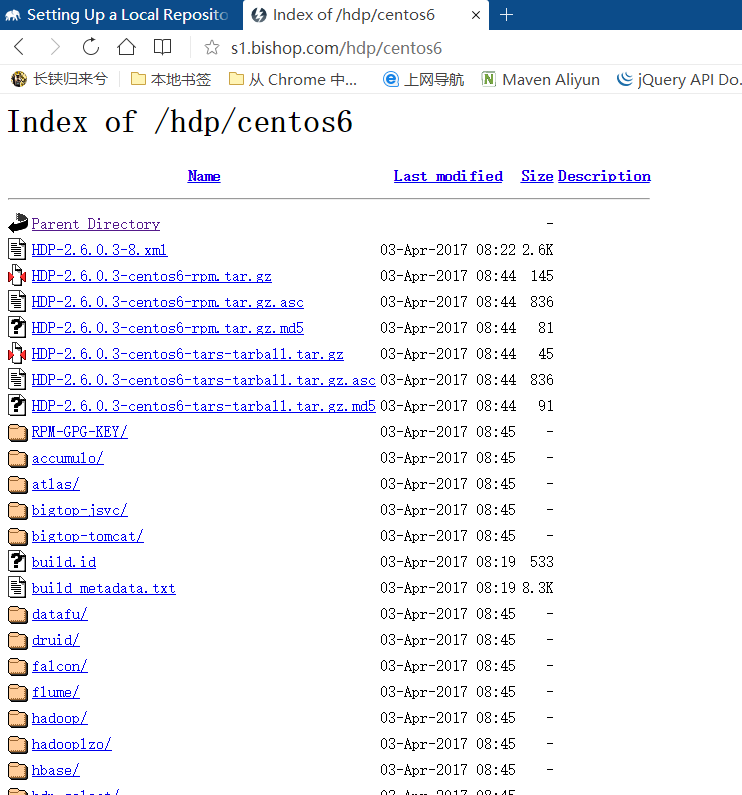 Setting Up a Local Reposito
Index of /hdp/centos6
s1.bishop.com/hdp/centos6
长铗归来兮 本地书签 从 Chrome 中... 上网导航 Maven Aliyun jQuery API Do.
Index of /hdp/centos6
Name Last modified Size Description
Parent Directory -
HDP-2.6.0.3-8.xml 03-Apr-2017 08:22 2.6K
HDP-2.6.0.3-centos6-rpm.tar.gz 03-Apr-2017 08:44 145
HDP-2.6.0.3-centos6-rpm.tar.gz.asc 03-Apr-2017 08:44 836
HDP-2.6.0.3-centos6-rpm.tar.gz.md5 03-Apr-2017 08:44 81
HDP-2.6.0.3-centos6-tars-tarball.tar.gz 03-Apr-2017 08:44 45
HDP-2.6.0.3-centos6-tars-tarball.tar.gz.asc 03-Apr-2017 08:44 836
HDP-2.6.0.3-centos6-tars-tarball.tar.gz.md5 03-Apr-2017 08:44 91
RPM-GPG-KEY/ 03-Apr-2017 08:45 -
accumulo/ 03-Apr-2017 08:45 -
atlas/ 03-Apr-2017 08:45 -
bigtop-jsvc/ 03-Apr-2017 08:45 -
bigtop-tomcat/ 03-Apr-2017 08:45 -
build.id 03-Apr-2017 08:19 533
build_metadata.txt 03-Apr-2017 08:19 8.3K
datafu/ 03-Apr-2017 08:45 -
druid/ 03-Apr-2017 08:45 -
falcon/ 03-Apr-2017 08:45 -
flume/ 03-Apr-2017 08:45 -
hadoop/ 03-Apr-2017 08:45 -
hadooplzo/ 03-Apr-2017 08:45 -
hbase/ 03-Apr-2017 08:45 -